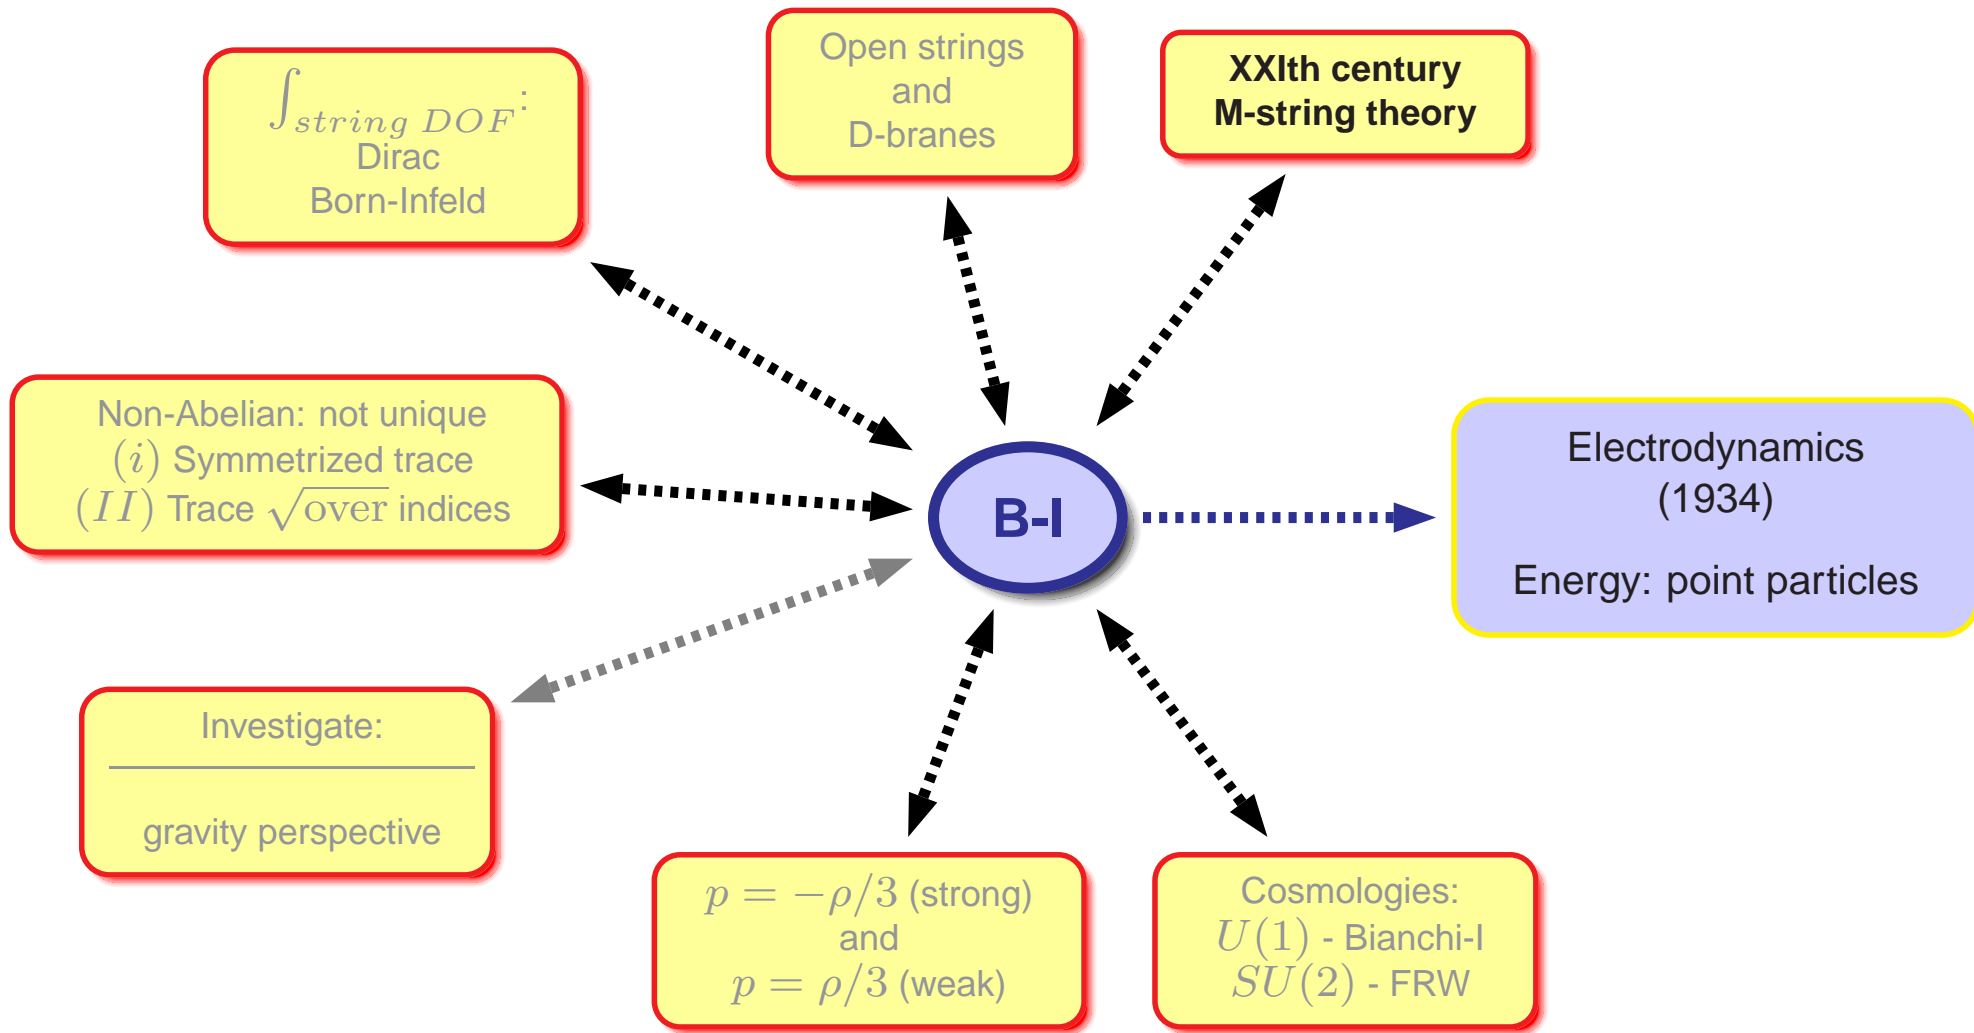 ∫_{string DOF}:
Dirac
Born-Infeld
Open strings
and
D-branes
XXIth century
M-string theory
Non-Abelian: not unique
(i) Symmetrized trace
(II) Trace √over indices
B-I
Electrodynamics
(1934)
Energy: point particles
Investigate:
gravity perspective
p = −ρ/3 (strong)
and
p = ρ/3 (weak)
Cosmologies:
U(1) - Bianchi-I
SU(2) - FRW